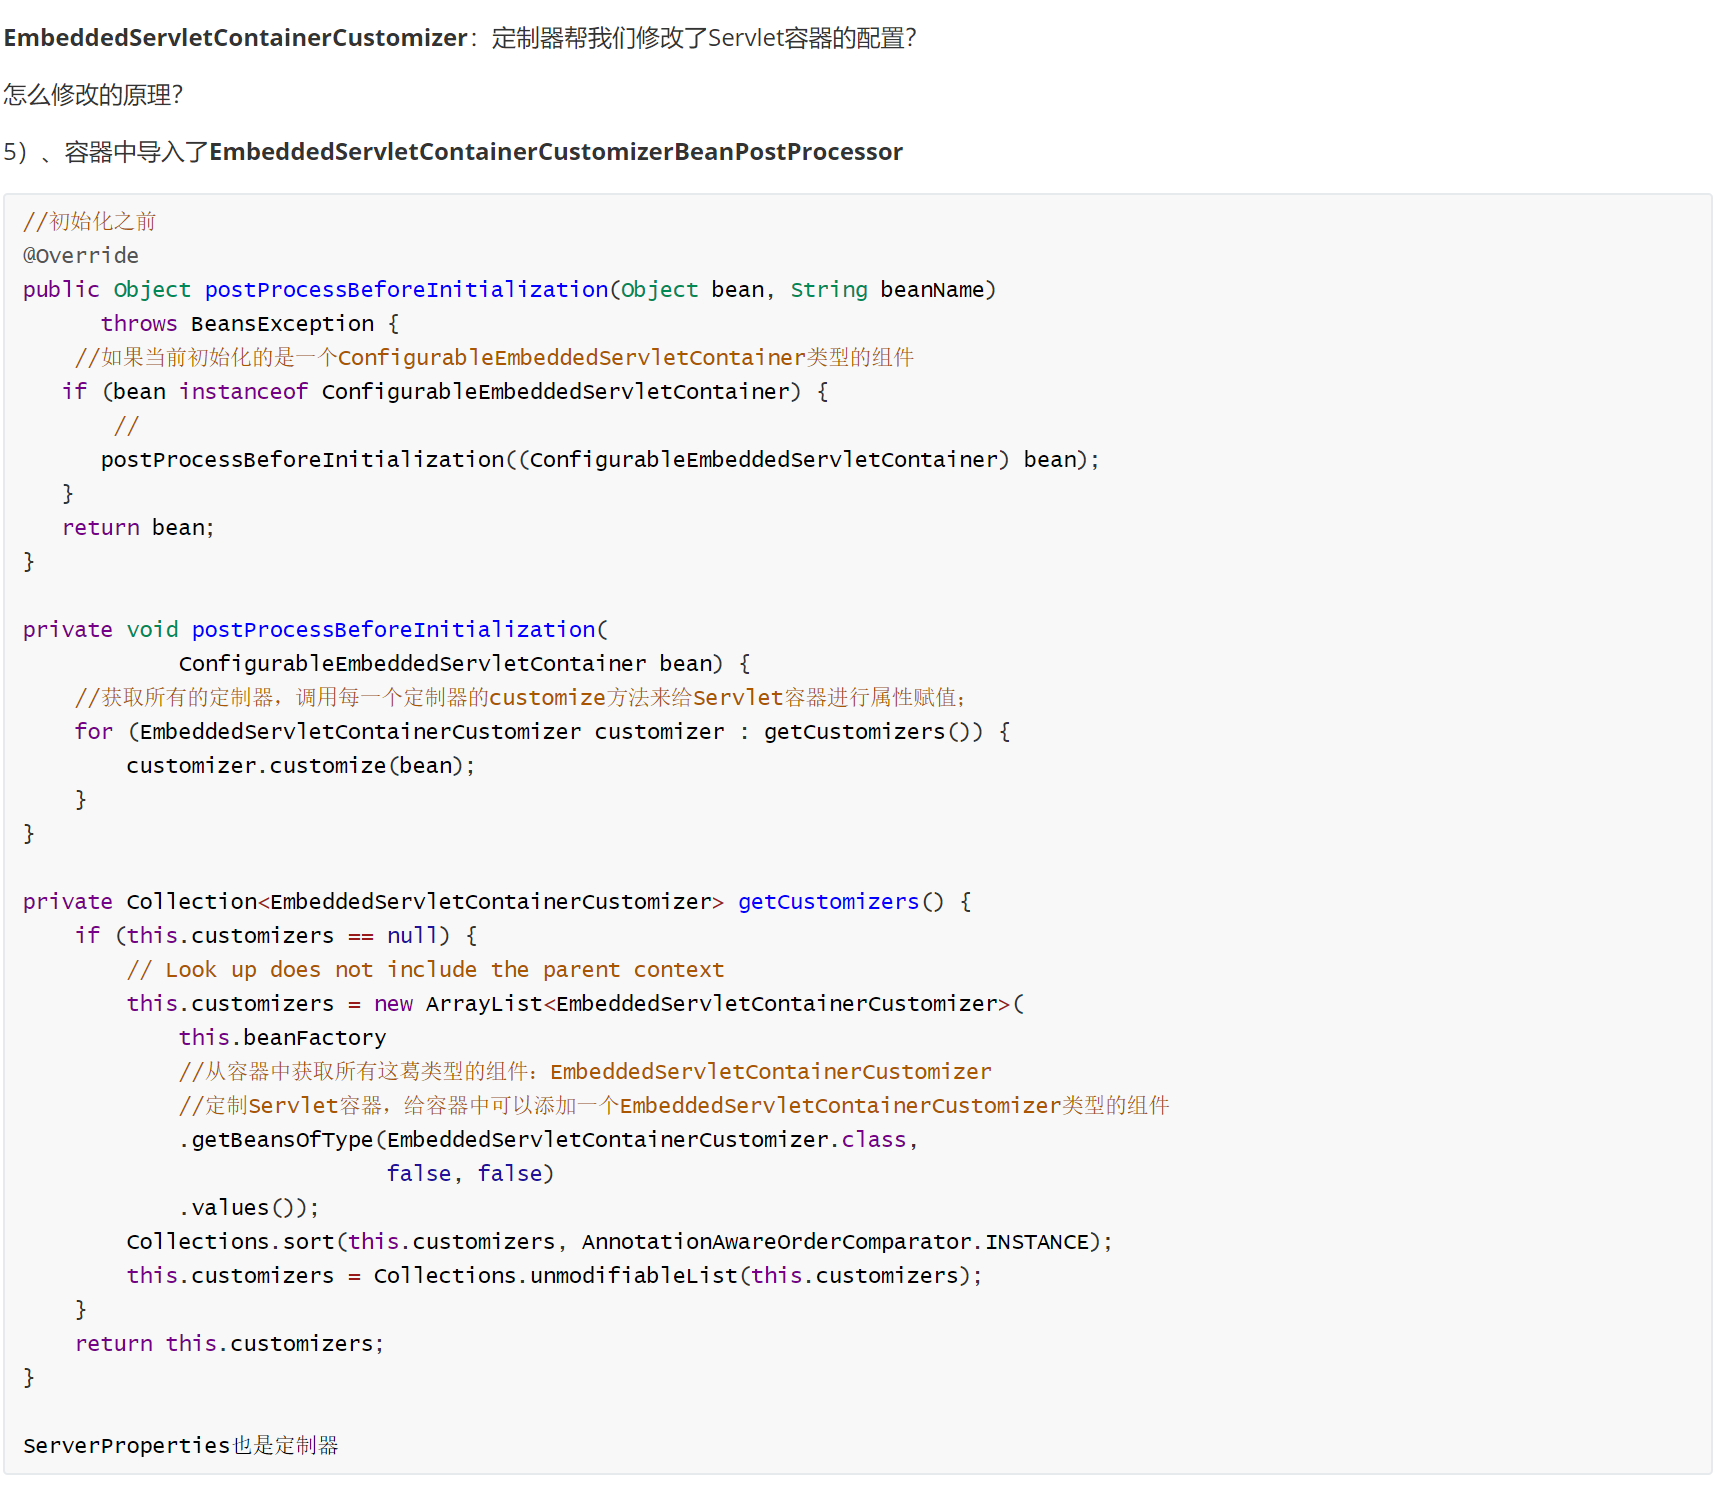 EmbeddedServletContainerCustomizer：定制器帮我们修改了Servlet容器的配置？
怎么修改的原理？
5）、容器中导入了EmbeddedServletContainerCustomizerBeanPostProcessor
//初始化之前
@Override
public Object postProcessBeforeInitialization(Object bean, String beanName)
      throws BeansException {
    //如果当前初始化的是一个ConfigurableEmbeddedServletContainer类型的组件
   if (bean instanceof ConfigurableEmbeddedServletContainer) {
       //
      postProcessBeforeInitialization((ConfigurableEmbeddedServletContainer) bean);
   }
   return bean;
}
private void postProcessBeforeInitialization(
            ConfigurableEmbeddedServletContainer bean) {
    //获取所有的定制器，调用每一个定制器的customize方法来给Servlet容器进行属性赋值；
    for (EmbeddedServletContainerCustomizer customizer : getCustomizers()) {
        customizer.customize(bean);
    }
}
private Collection<EmbeddedServletContainerCustomizer> getCustomizers() {
    if (this.customizers == null) {
        // Look up does not include the parent context
        this.customizers = new ArrayList<EmbeddedServletContainerCustomizer>(
            this.beanFactory
            //从容器中获取所有这葛类型的组件：EmbeddedServletContainerCustomizer
            //定制Servlet容器，给容器中可以添加一个EmbeddedServletContainerCustomizer类型的组件
            .getBeansOfType(EmbeddedServletContainerCustomizer.class,
                            false, false)
            .values());
        Collections.sort(this.customizers, AnnotationAwareOrderComparator.INSTANCE);
        this.customizers = Collections.unmodifiableList(this.customizers);
    }
    return this.customizers;
}
ServerProperties也是定制器